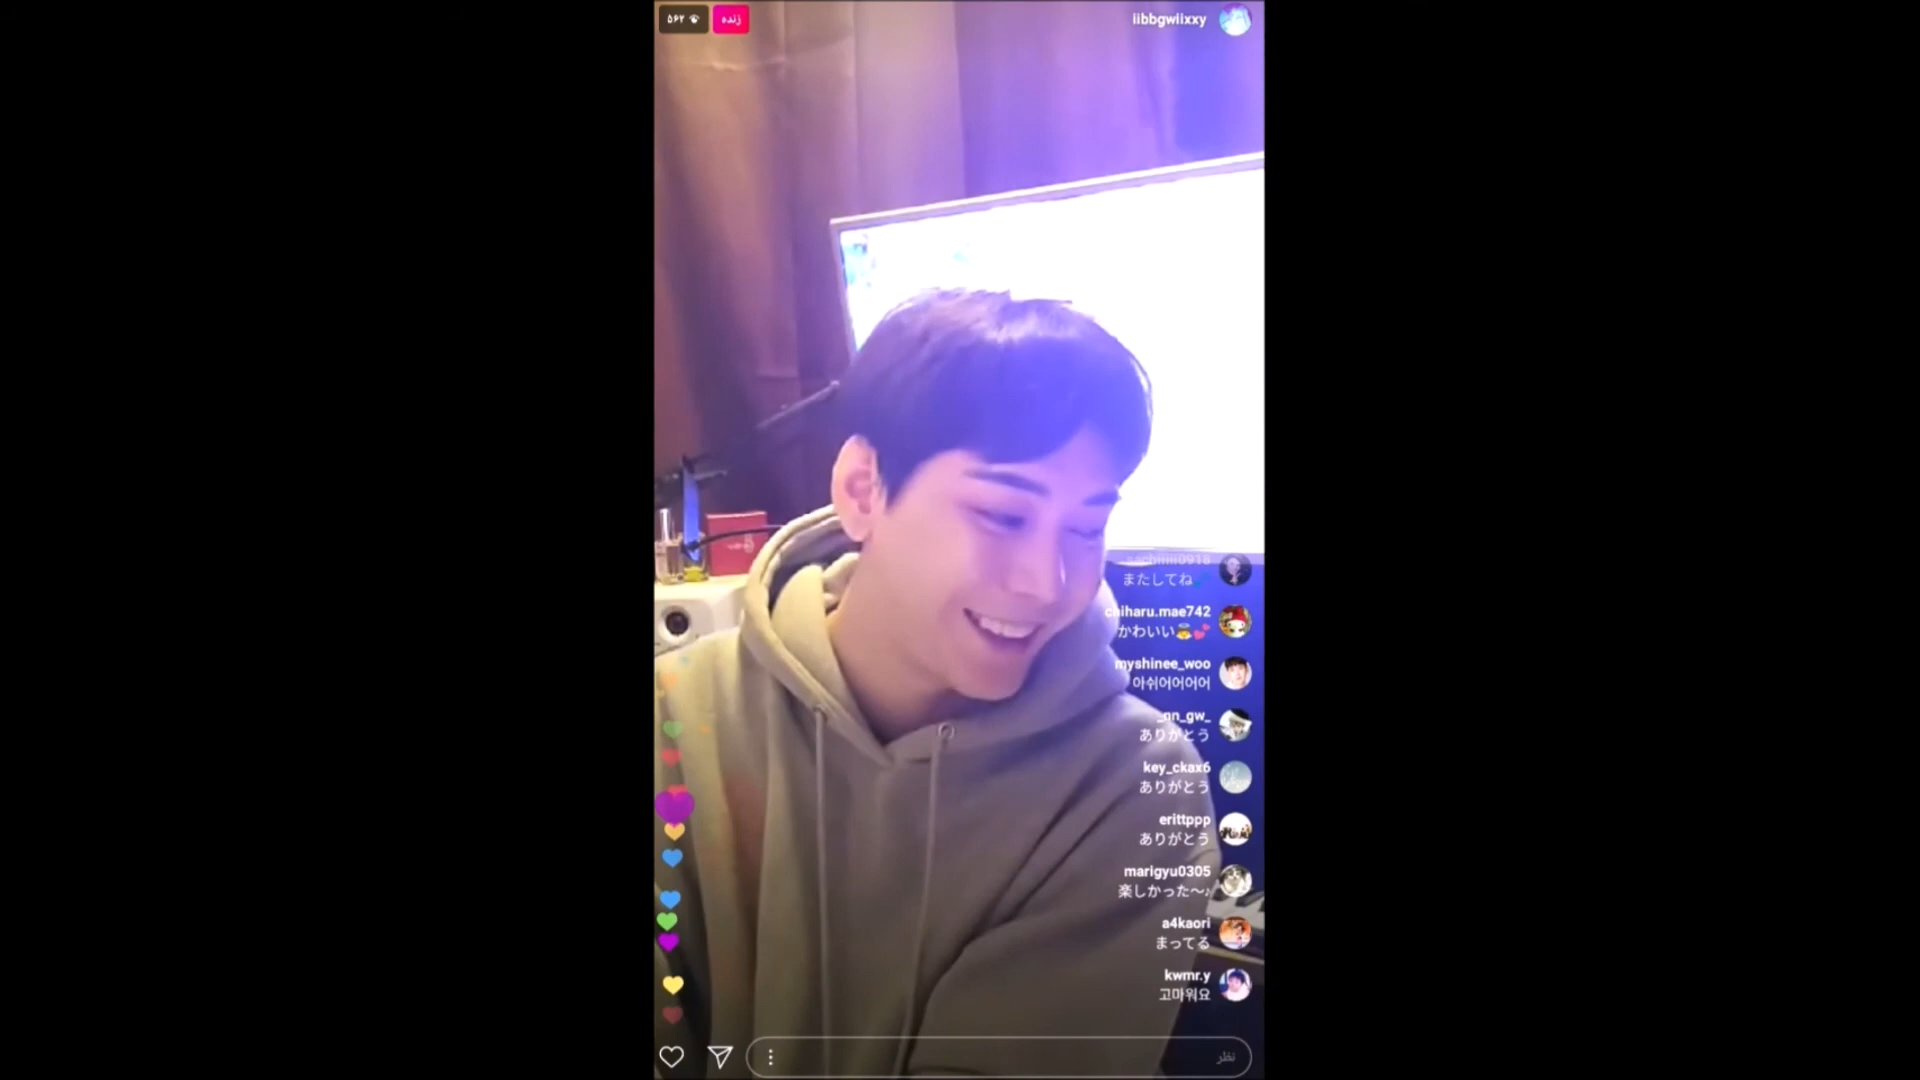 ۵۶۲
زنده
iibbgwiixxy
sachiiiii0918
またしてね
chiharu.mae742
かわいい👼💕
myshinee_woo
아쉬어어어어
_nn_gw_
ありがとう
key_ckax6
ありがとう
erittppp
ありがとう
marigyu0305
楽しかった〜♪
a4kaori
まってる
kwmr.y
고마워요
نظر